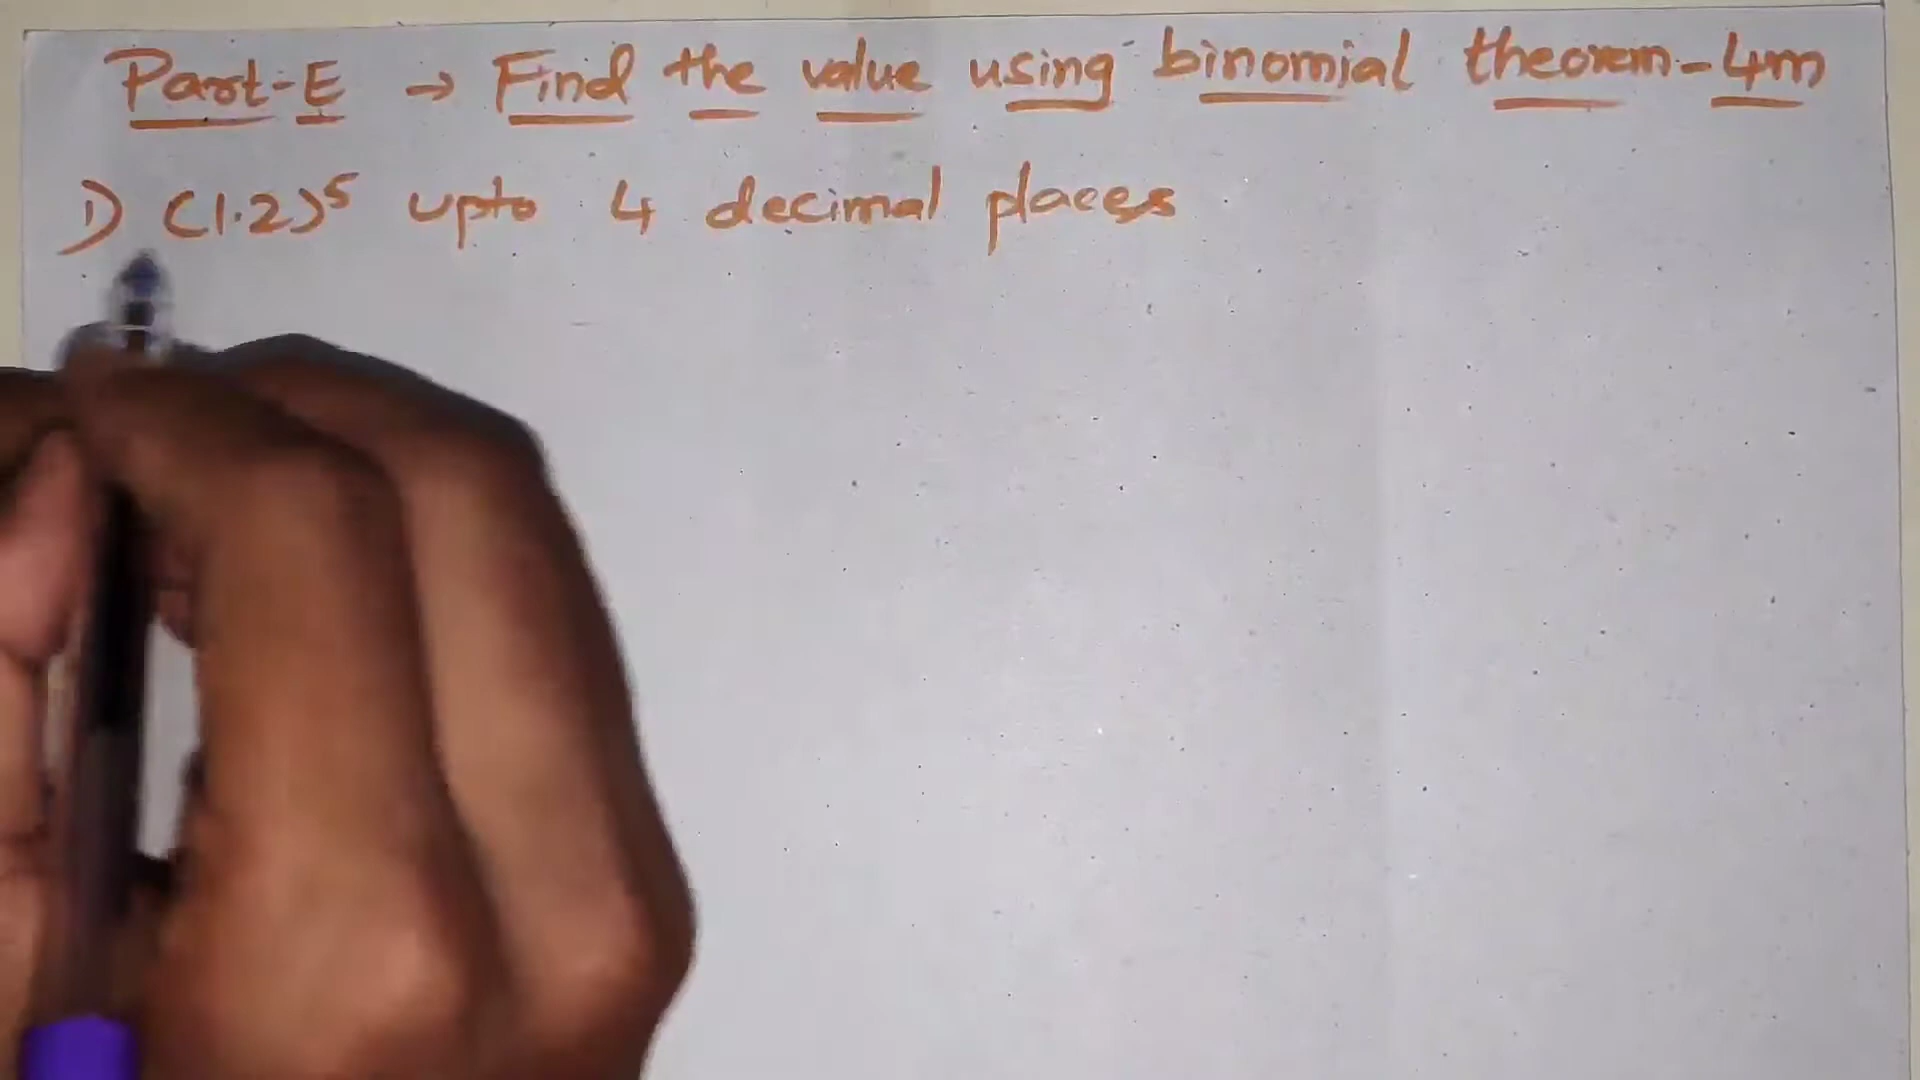 Part-E → Find the value using binomial theorem-4m
1) (1.2)⁵ upto 4 decimal places